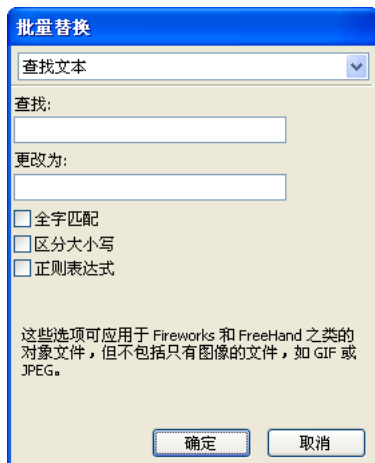 批量替换
查找文本
查找:
更改为:
全字匹配
区分大小写
正则表达式
这些选项可应用于 Fireworks 和 FreeHand 之类的
对象文件，但不包括只有图像的文件，如 GIF 或
JPEG。
确定 取消